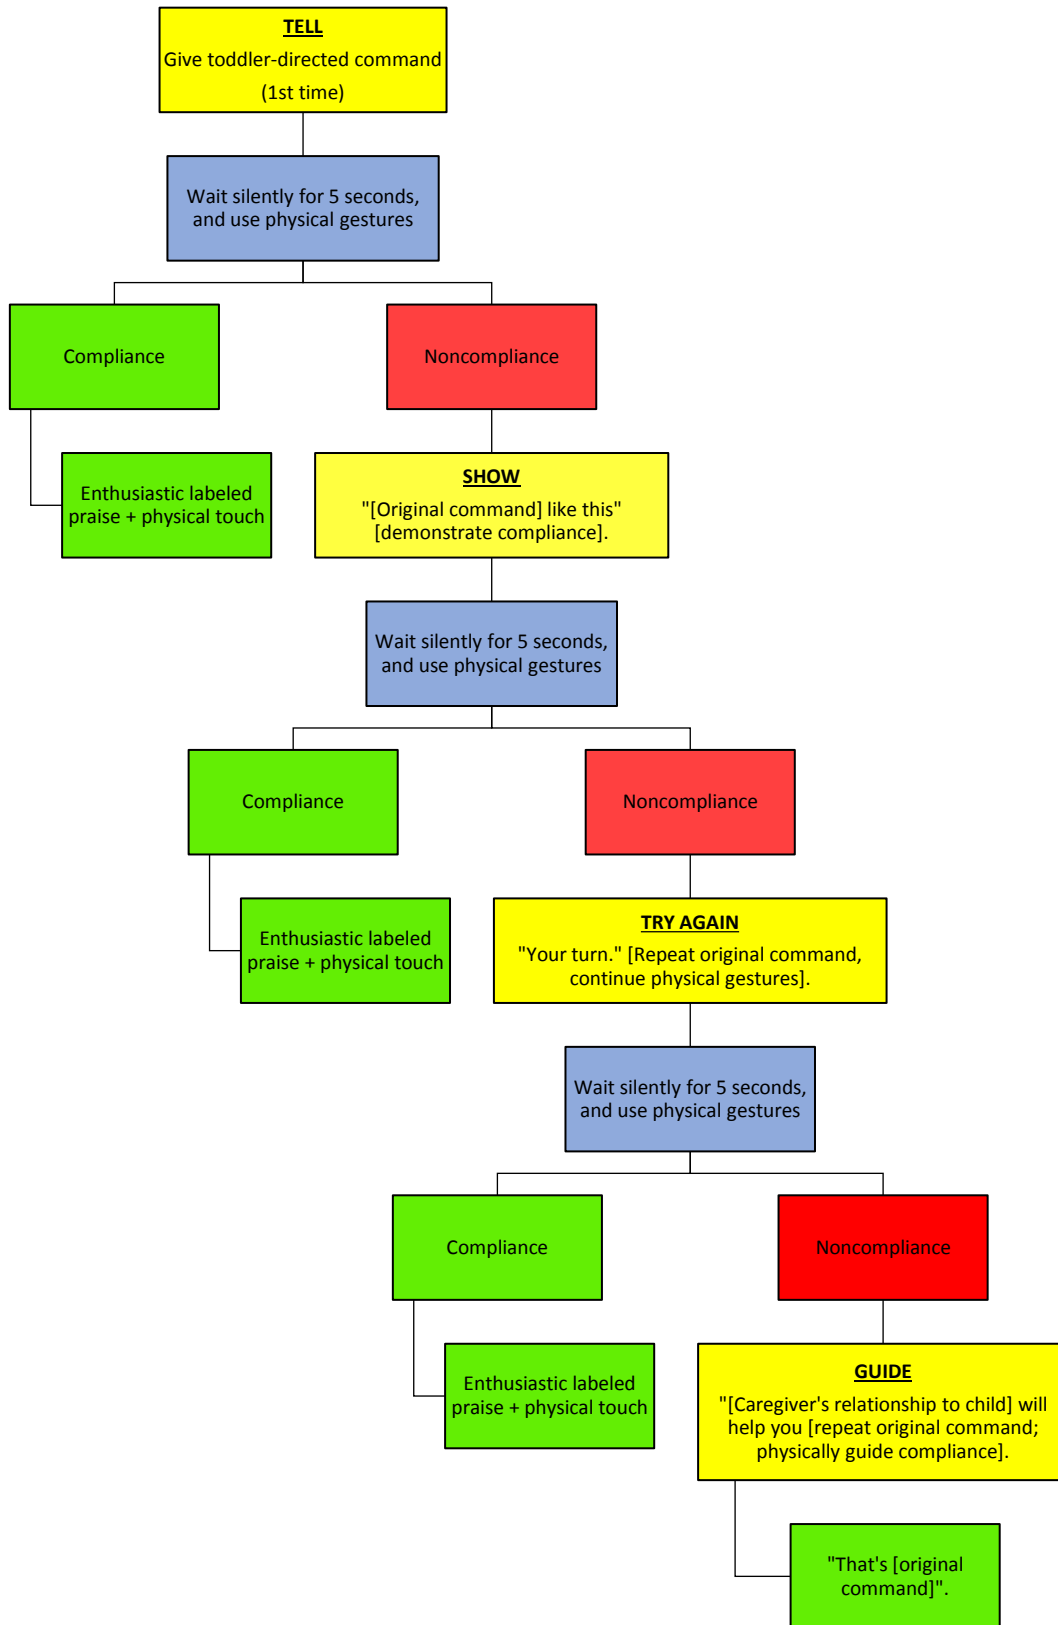 TELL
Give toddler-directed command
(1st time)
Wait silently for 5 seconds,
and use physical gestures
Compliance
Noncompliance
Enthusiastic labeled
praise + physical touch
SHOW
"[Original command] like this"
[demonstrate compliance].
Wait silently for 5 seconds,
and use physical gestures
Compliance
Noncompliance
Enthusiastic labeled
praise + physical touch
TRY AGAIN
"Your turn." [Repeat original command,
continue physical gestures].
Wait silently for 5 seconds,
and use physical gestures
Compliance
Noncompliance
Enthusiastic labeled
praise + physical touch
GUIDE
"[Caregiver's relationship to child] will
help you [repeat original command;
physically guide compliance].
"That's [original
command]".